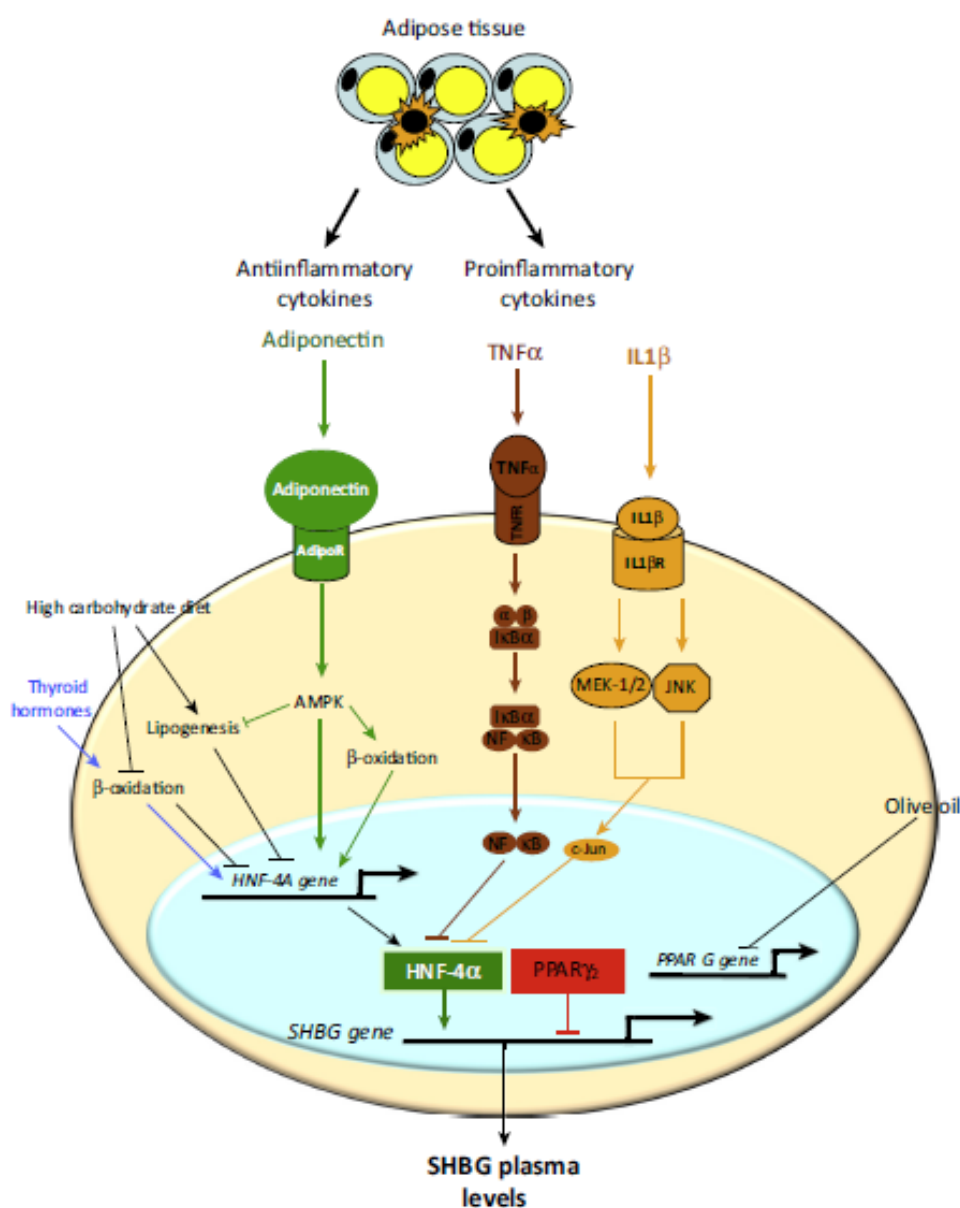 Adipose tissue
Antiinflammatory
cytokines
Proinflammatory
cytokines
Adiponectin
TNFα
IL1β
Adiponectin
AdipoR
TNFα
TNFR
IL1β
IL1βR
High carbohydrate diet
α β
IκBα
Thyroid
hormones
Lipogenesis
AMPK
MEK-1/2
JNK
IκBα
NF κB
β-oxidation
β-oxidation
Olive oil
NF κB
c-Jun
HNF-4A gene
HNF-4α
PPARγ2
PPAR G gene
SHBG gene
SHBG plasma
levels